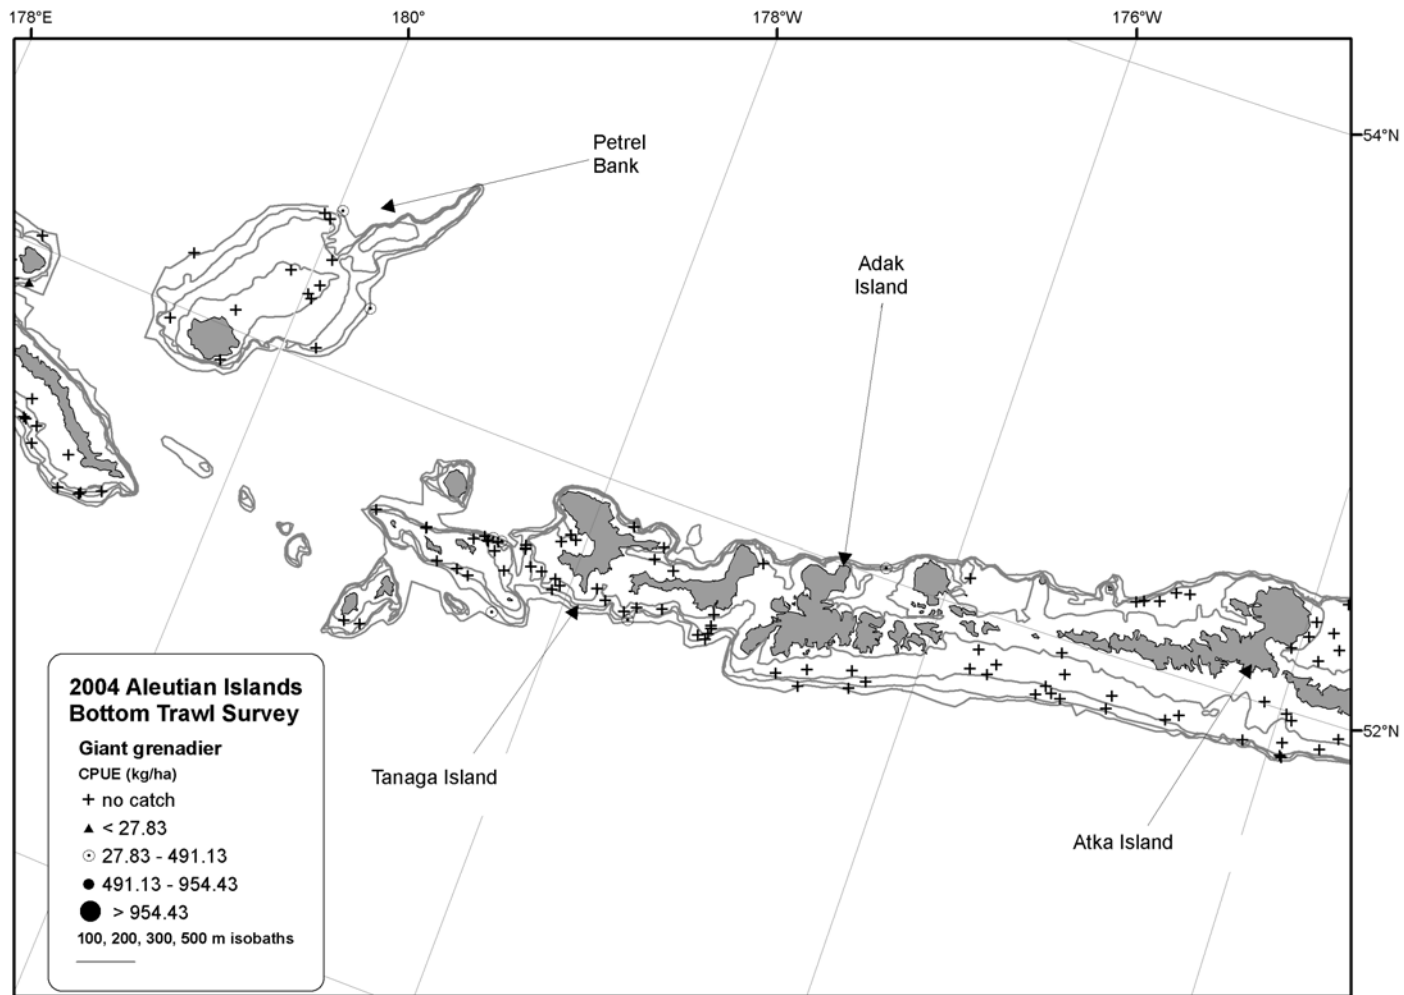 178°E
180°
178°W
176°W
54°N
Petrel
Bank
Adak
Island
Tanaga Island
52°N
Atka Island
2004 Aleutian Islands
Bottom Trawl Survey
Giant grenadier
CPUE (kg/ha)
no catch
< 27.83
27.83 - 491.13
491.13 - 954.43
> 954.43
100, 200, 300, 500 m isobaths